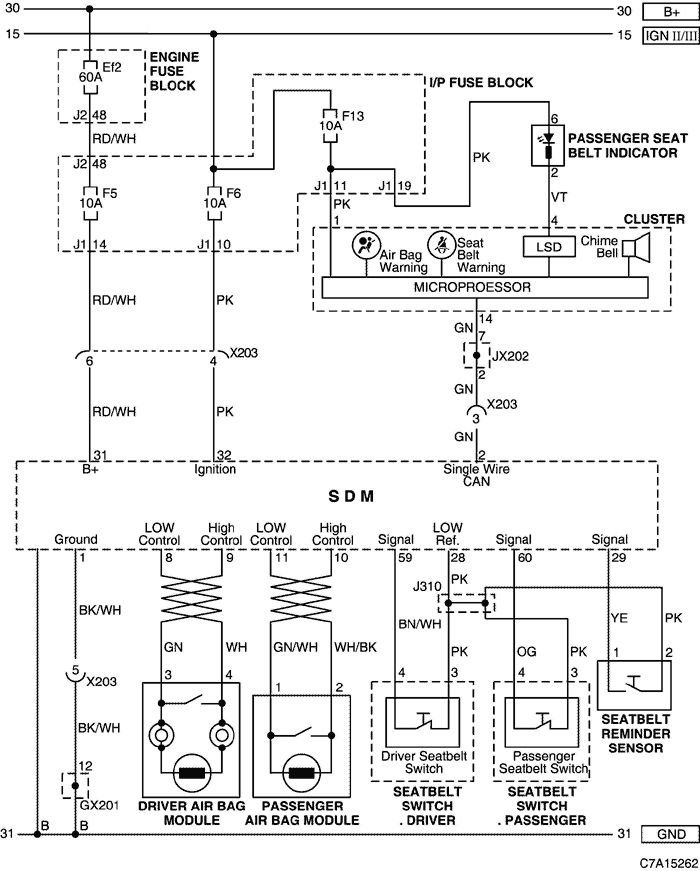 30
30 B+
15
15 IGN II/III
Ef2
60A
ENGINE
FUSE
BLOCK
J2 48
RD/WH
I/P FUSE BLOCK
F13
10A
6
PASSENGER SEAT
BELT INDICATOR
2
PK
VT
J2 48
F5
10A
F6
10A
J1 11
J1 19
PK
1
4
CLUSTER
J1 14
J1 10
Air Bag
Warning
Seat
Belt
Warning
LSD
Chime
Bell
MICROPROESSOR
RD/WH
PK
14
GN
7
JX202
2
GN
X203
6
4
X203
3
GN
RD/WH
PK
31
32
2
B+
Ignition
Single Wire
CAN
SDM
Ground
LOW
Control
High
Control
LOW
Control
High
Control
Signal
LOW
Ref.
Signal
Signal
1
8
9
11
10
59
28
60
29
PK
J310
BK/WH
BN/WH
YE
PK
GN
WH
GN/WH
WH/BK
PK
OG
PK
1
2
5
X203
3
4
1
2
4
3
4
3
BK/WH
SEATBELT
REMINDER
SENSOR
12
GX201
Driver Seatbelt
Switch
Passenger
Seatbelt Switch
DRIVER AIR BAG
MODULE
PASSENGER
AIR BAG MODULE
SEATBELT
SWITCH
. DRIVER
SEATBELT
SWITCH
. PASSENGER
B
B
31
31 GND
C7A15262